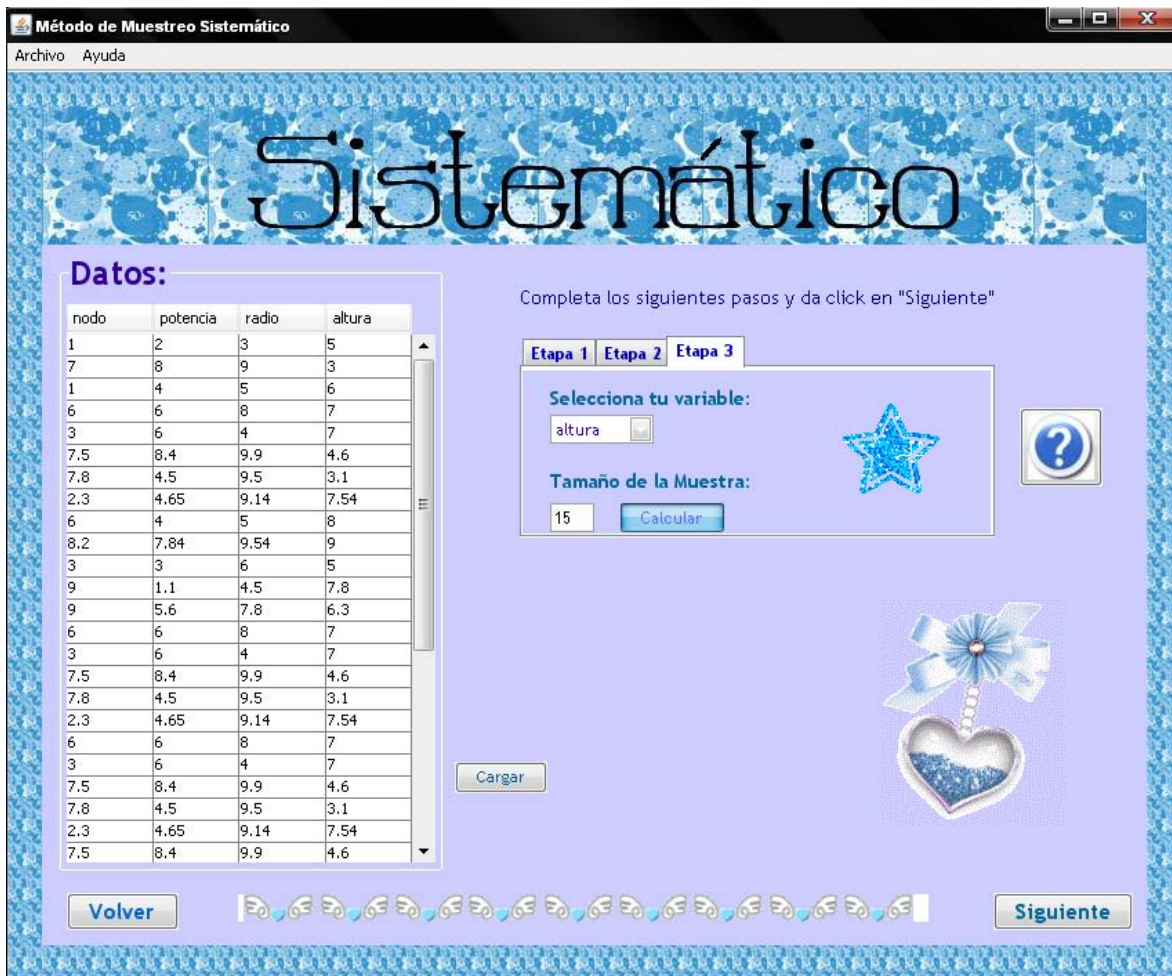 Método de Muestreo Sistemático
Archivo Ayuda
Sistemático
Datos:
nodo potencia radio altura
1 2 3 5
7 8 9 3
1 4 5 6
6 6 8 7
3 6 4 7
7.5 8.4 9.9 4.6
7.8 4.5 9.5 3.1
2.3 4.65 9.14 7.54
6 4 5 8
8.2 7.84 9.54 9
3 3 6 5
9 1.1 4.5 7.8
9 5.6 7.8 6.3
6 6 8 7
3 6 4 7
7.5 8.4 9.9 4.6
7.8 4.5 9.5 3.1
2.3 4.65 9.14 7.54
6 6 8 7
3 6 4 7
7.5 8.4 9.9 4.6
7.8 4.5 9.5 3.1
2.3 4.65 9.14 7.54
7.5 8.4 9.9 4.6
Completa los siguientes pasos y da click en "Siguiente"
Etapa 1 Etapa 2 Etapa 3
Selecciona tu variable:
altura
Tamaño de la Muestra:
15 Calcular
?
Cargar
Volver
Siguiente